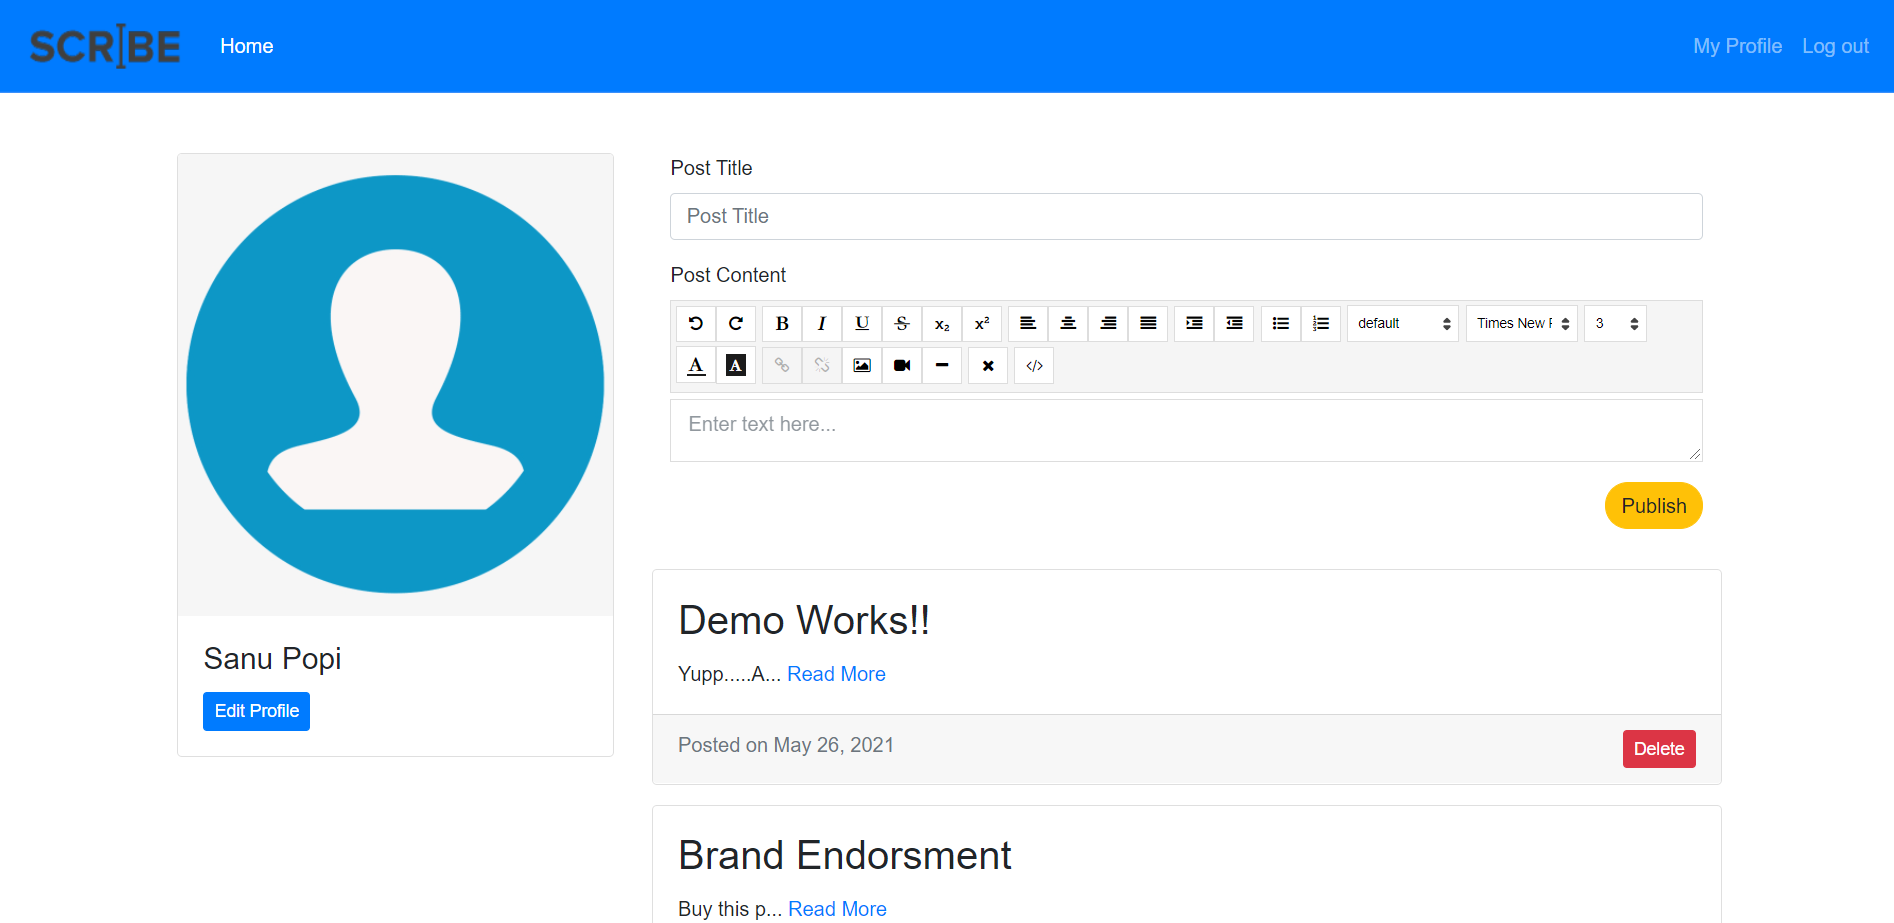 SCRIBE Home My Profile Log out
Post Title
Post Title
Post Content
B I U S x₂ x² default Times New F 3
A A </>
Enter text here...
Publish
Sanu Popi
Edit Profile
Demo Works!!
Yupp.....A... Read More
Posted on May 26, 2021 Delete
Brand Endorsment
Buy this p... Read More